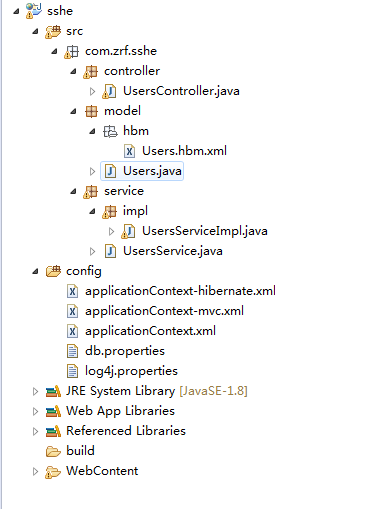 sshe
src
com.zrf.sshe
controller
UsersController.java
model
hbm
Users.hbm.xml
Users.java
service
impl
UsersServiceImpl.java
UsersService.java
config
applicationContext-hibernate.xml
applicationContext-mvc.xml
applicationContext.xml
db.properties
log4j.properties
JRE System Library [JavaSE-1.8]
Web App Libraries
Referenced Libraries
build
WebContent